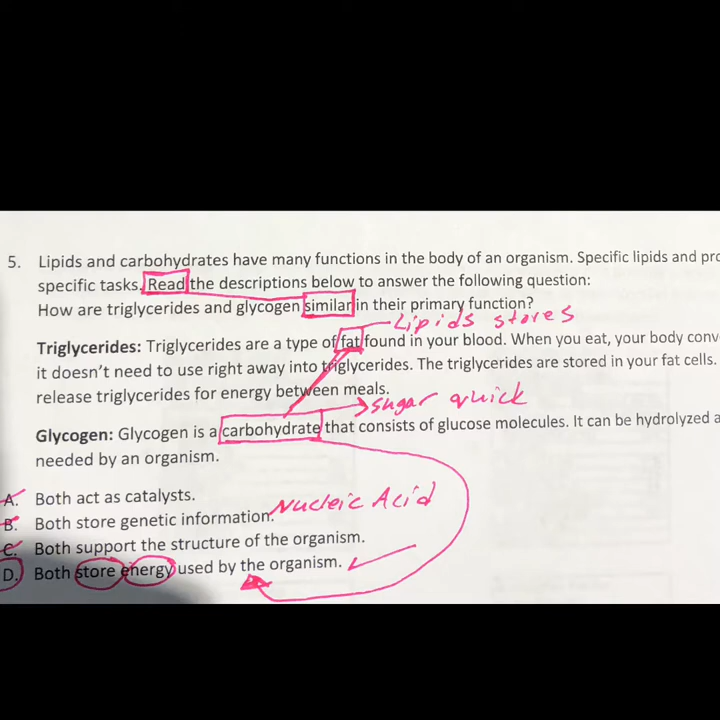 5. Lipids and carbohydrates have many functions in the body of an organism. Specific lipids and
specific tasks. Read the descriptions below to answer the following question:
How are triglycerides and glycogen similar in their primary function?
Lipids stores
Triglycerides: Triglycerides are a type of fat found in your blood. When you eat, your body
it doesn't need to use right away into triglycerides. The triglycerides are stored in your fat cells.
release triglycerides for energy between meals.
sugar quick
Glycogen: Glycogen is a carbohydrate that consists of glucose molecules. It can be hydrolyzed
needed by an organism.
A. Both act as catalysts.
Nucleic Acid
B. Both store genetic information.
C. Both support the structure of the organism.
D. Both store energy used by the organism.